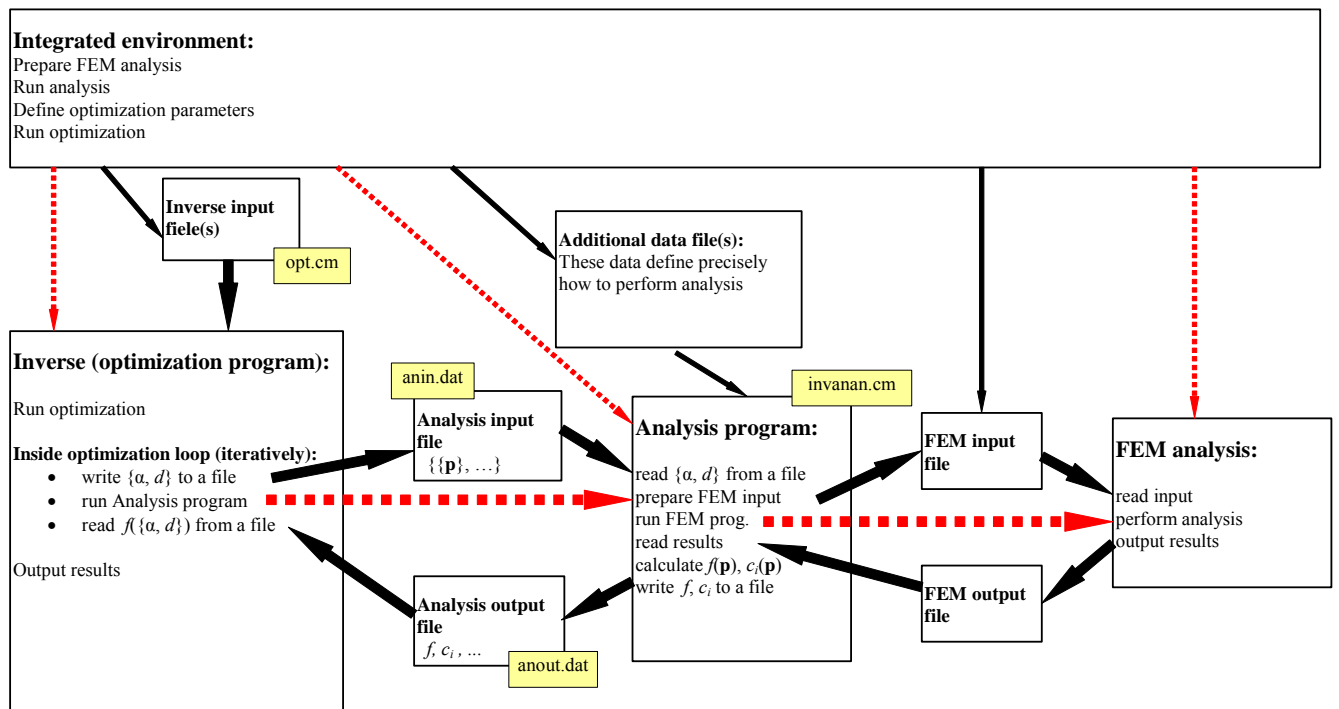 Integrated environment:
Prepare FEM analysis
Run analysis
Define optimization parameters
Run optimization
Inverse input
fiele(s)
opt.cm
Additional data file(s):
These data define precisely
how to perform analysis
Inverse (optimization program):
Run optimization
Inside optimization loop (iteratively):
• write {α, d} to a file
• run Analysis program
• read f({α, d}) from a file
Output results
anin.dat
Analysis input
file
{{p}, …}
invanan.cm
Analysis program:
read {α, d} from a file
prepare FEM input
run FEM prog.
read results
calculate f(p), ci(p)
write f, ci to a file
Analysis output
file
f, ci , ...
anout.dat
FEM input
file
FEM output
file
FEM analysis:
read input
perform analysis
output results